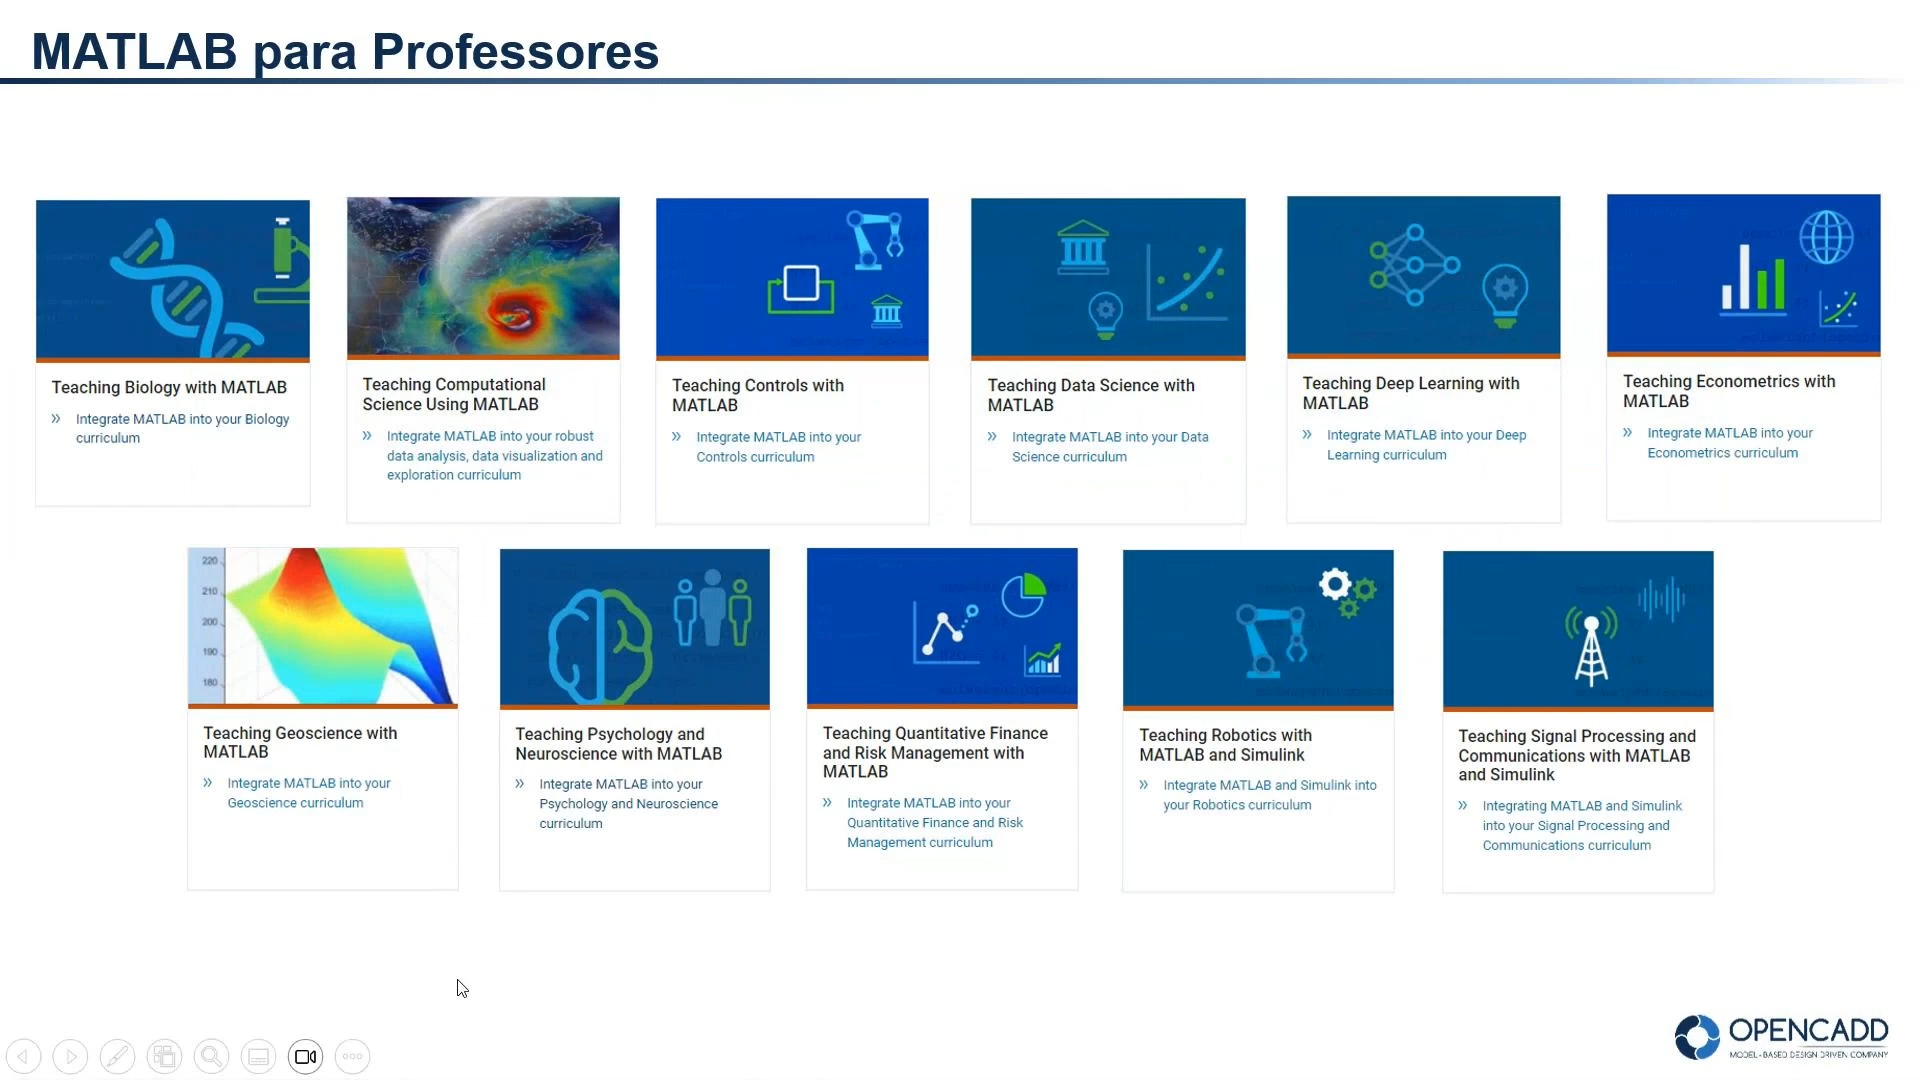 MATLAB para Professores
Teaching Biology with MATLAB
» Integrate MATLAB into your Biology
curriculum
Teaching Computational
Science Using MATLAB
» Integrate MATLAB into your robust
data analysis, data visualization and
exploration curriculum
Teaching Controls with
MATLAB
» Integrate MATLAB into your
Controls curriculum
Teaching Data Science with
MATLAB
» Integrate MATLAB into your Data
Science curriculum
Teaching Deep Learning with
MATLAB
» Integrate MATLAB into your Deep
Learning curriculum
Teaching Econometrics with
MATLAB
» Integrate MATLAB into your
Econometrics curriculum
220
210
200
190
180
Teaching Geoscience with
MATLAB
» Integrate MATLAB into your
Geoscience curriculum
Teaching Psychology and
Neuroscience with MATLAB
» Integrate MATLAB into your
Psychology and Neuroscience
curriculum
Teaching Quantitative Finance
and Risk Management with
MATLAB
» Integrate MATLAB into your
Quantitative Finance and Risk
Management curriculum
Teaching Robotics with
MATLAB and Simulink
» Integrate MATLAB and Simulink into
your Robotics curriculum
Teaching Signal Processing and
Communications with MATLAB
and Simulink
» Integrating MATLAB and Simulink
into your Signal Processing and
Communications curriculum
OPENCADD
MODEL-BASED DESIGN DRIVEN COMPANY